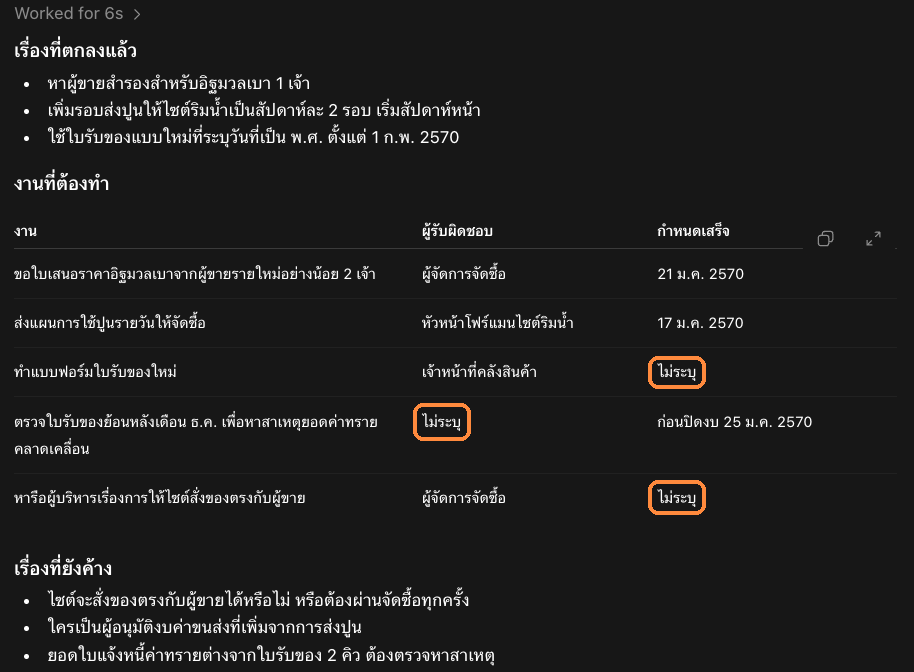 Worked for 6s >
เรื่องที่ตกลงแล้ว
• หาผู้ขายสำรองสำหรับอิฐมวลเบา 1 เจ้า
• เพิ่มรอบส่งปูนให้ไซต์ริมน้ำเป็นสัปดาห์ละ 2 รอบ เริ่มสัปดาห์หน้า
• ใช้ใบรับของแบบใหม่ที่ระบุวันที่เป็น พ.ศ. ตั้งแต่ 1 ก.พ. 2570
งานที่ต้องทำ
งาน ผู้รับผิดชอบ กำหนดเสร็จ
ขอใบเสนอราคาอิฐมวลเบาจากผู้ขายรายใหม่อย่างน้อย 2 เจ้า ผู้จัดการจัดซื้อ 21 ม.ค. 2570
ส่งแผนการใช้ปูนรายวันให้จัดซื้อ หัวหน้าโฟร์แมนไซต์ริมน้ำ 17 ม.ค. 2570
ทำแบบฟอร์มใบรับของใหม่ เจ้าหน้าที่คลังสินค้า ไม่ระบุ
ตรวจใบรับของย้อนหลังเดือน ธ.ค. เพื่อหาสาเหตุยอดค่าทราย ไม่ระบุ ก่อนปิดงบ 25 ม.ค. 2570
คลาดเคลื่อน
หารือผู้บริหารเรื่องการให้ไซต์สั่งของตรงกับผู้ขาย ผู้จัดการจัดซื้อ ไม่ระบุ
เรื่องที่ยังค้าง
• ไซต์จะสั่งของตรงกับผู้ขายได้หรือไม่ หรือต้องผ่านจัดซื้อทุกครั้ง
• ใครเป็นผู้อนุมัติงบค่าขนส่งที่เพิ่มจากการส่งปูน
• ยอดใบแจ้งหนี้ค่าทรายต่างจากใบรับของ 2 คิว ต้องตรวจหาสาเหตุ